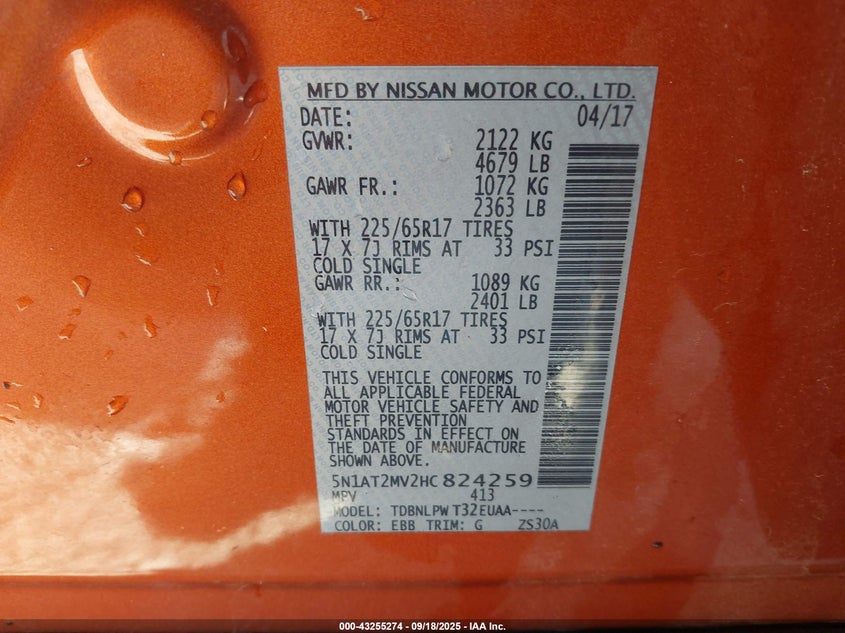 MFD BY NISSAN MOTOR CO., LTD.
DATE: 04/17
GVWR: 2122 KG
4679 LB
GAWR FR.: 1072 KG
2363 LB
WITH 225/65R17 TIRES
17 X 7J RIMS AT 33 PSI
COLD SINGLE
GAWR RR.: 1089 KG
2401 LB
WITH 225/65R17 TIRES
17 X 7J RIMS AT 33 PSI
COLD SINGLE
THIS VEHICLE CONFORMS TO
ALL APPLICABLE FEDERAL
MOTOR VEHICLE SAFETY AND
THEFT PREVENTION
STANDARDS IN EFFECT ON
THE DATE OF MANUFACTURE
SHOWN ABOVE.
5N1AT2MV2HC824259
MPV 413
MODEL: TDBNLPW T32EUAA----
COLOR: EBB TRIM: G ZS30A
000-43255274 - 09/18/2025 - IAA Inc.